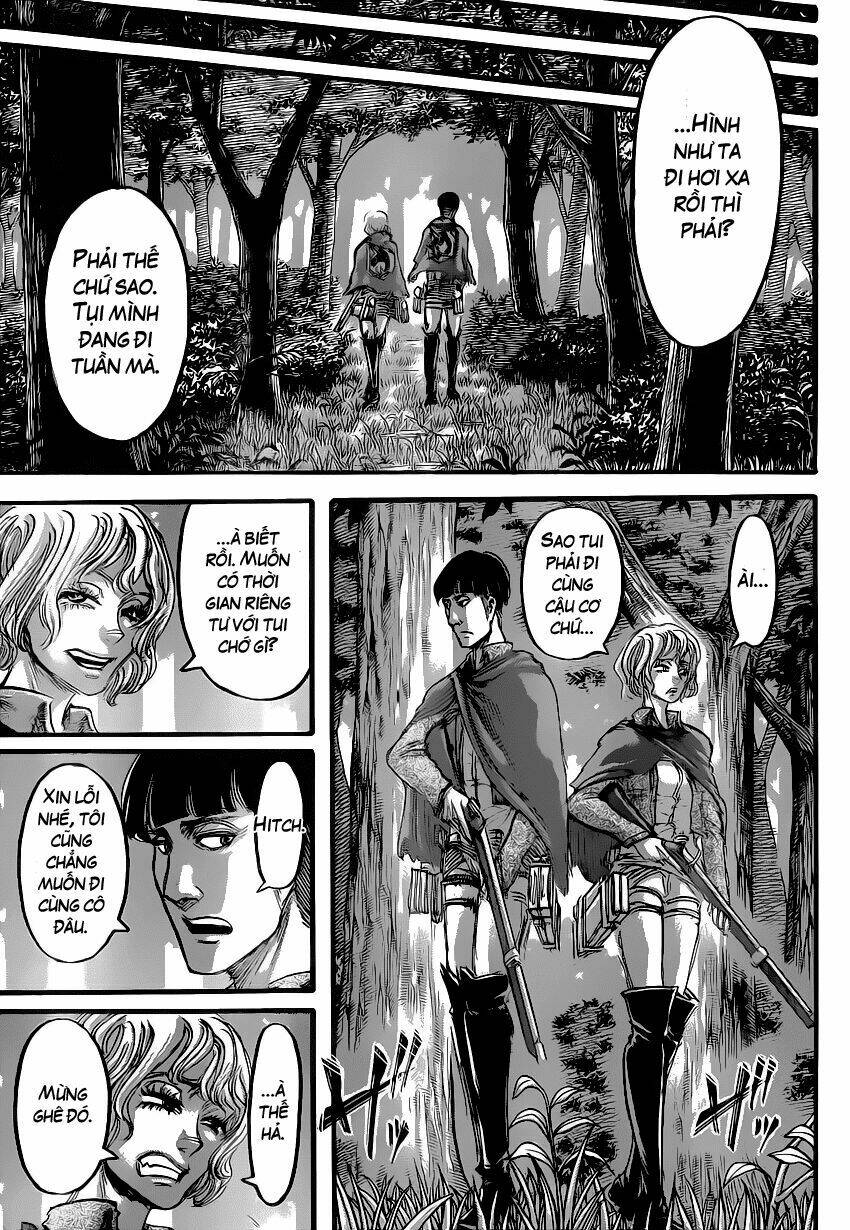 ...HÌNH
NHƯ TA
ĐI HƠI XA
RỒI THÌ
PHẢI?
PHẢI THẾ
CHỨ SAO.
TỤI MÌNH
ĐANG ĐI
TUẦN MÀ.
ÀI...
SAO TUI
PHẢI ĐI
CÙNG
CẬU CƠ
CHỨ...
...À BIẾT
RỒI. MUỐN
CÓ THỜI
GIAN RIÊNG
TƯ VỚI TUI
CHỚ GÌ?
HITCH.
XIN LỖI
NHÉ, TÔI
CŨNG
CHẲNG
MUỐN ĐI
CÙNG CÔ
ĐÂU.
...À
THẾ
HẢ.
MỪNG
GHÊ ĐÓ.